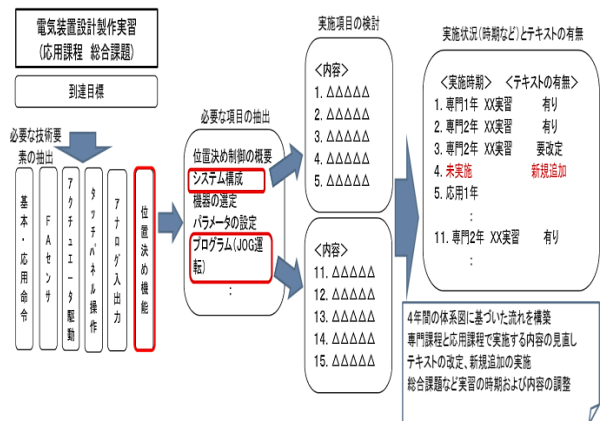 電気装置設計製作実習
(応用課程 総合課題)
到達目標
必要な技術要
素の抽出
基本・応用命令
FAセンサ
アクチュエータ駆動
タッチパネル操作
アナログ入出力
位置決め機能
必要な項目の抽出
位置決め制御の概要
システム構成
機器の選定
パラメータの設定
プログラム(JOG運
転)
:
実施項目の検討
<内容>
1. ΔΔΔΔΔ
2. ΔΔΔΔΔ
3. ΔΔΔΔΔ
4. ΔΔΔΔΔ
5. ΔΔΔΔΔ
<内容>
11. ΔΔΔΔΔ
12. ΔΔΔΔΔ
13. ΔΔΔΔΔ
14. ΔΔΔΔΔ
15. ΔΔΔΔΔ
実施状況(時期など)とテキストの有無
<実施時期> <テキストの有無>
1. 専門1年 XX実習 有り
2. 専門2年 XX実習 有り
3. 専門2年 XX実習 要改定
4. 未実施 新規追加
5. 応用1年
:
11. 専門2年 XX実習 有り
:
4年間の体系図に基づいた流れを構築
専門課程と応用課程で実施する内容の見直し
テキストの改定、新規追加の実施
総合課題など実習の時期および内容の調整